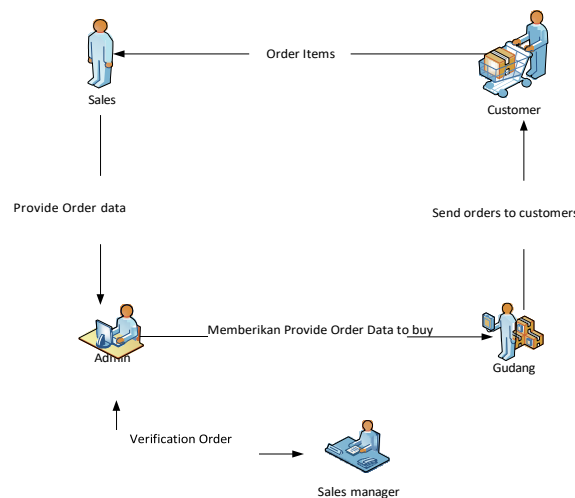 Order Items
Sales
Customer
Provide Order data
Send orders to customers
Memberikan Provide Order Data to buy
Admin
Gudang
Verification Order
Sales manager